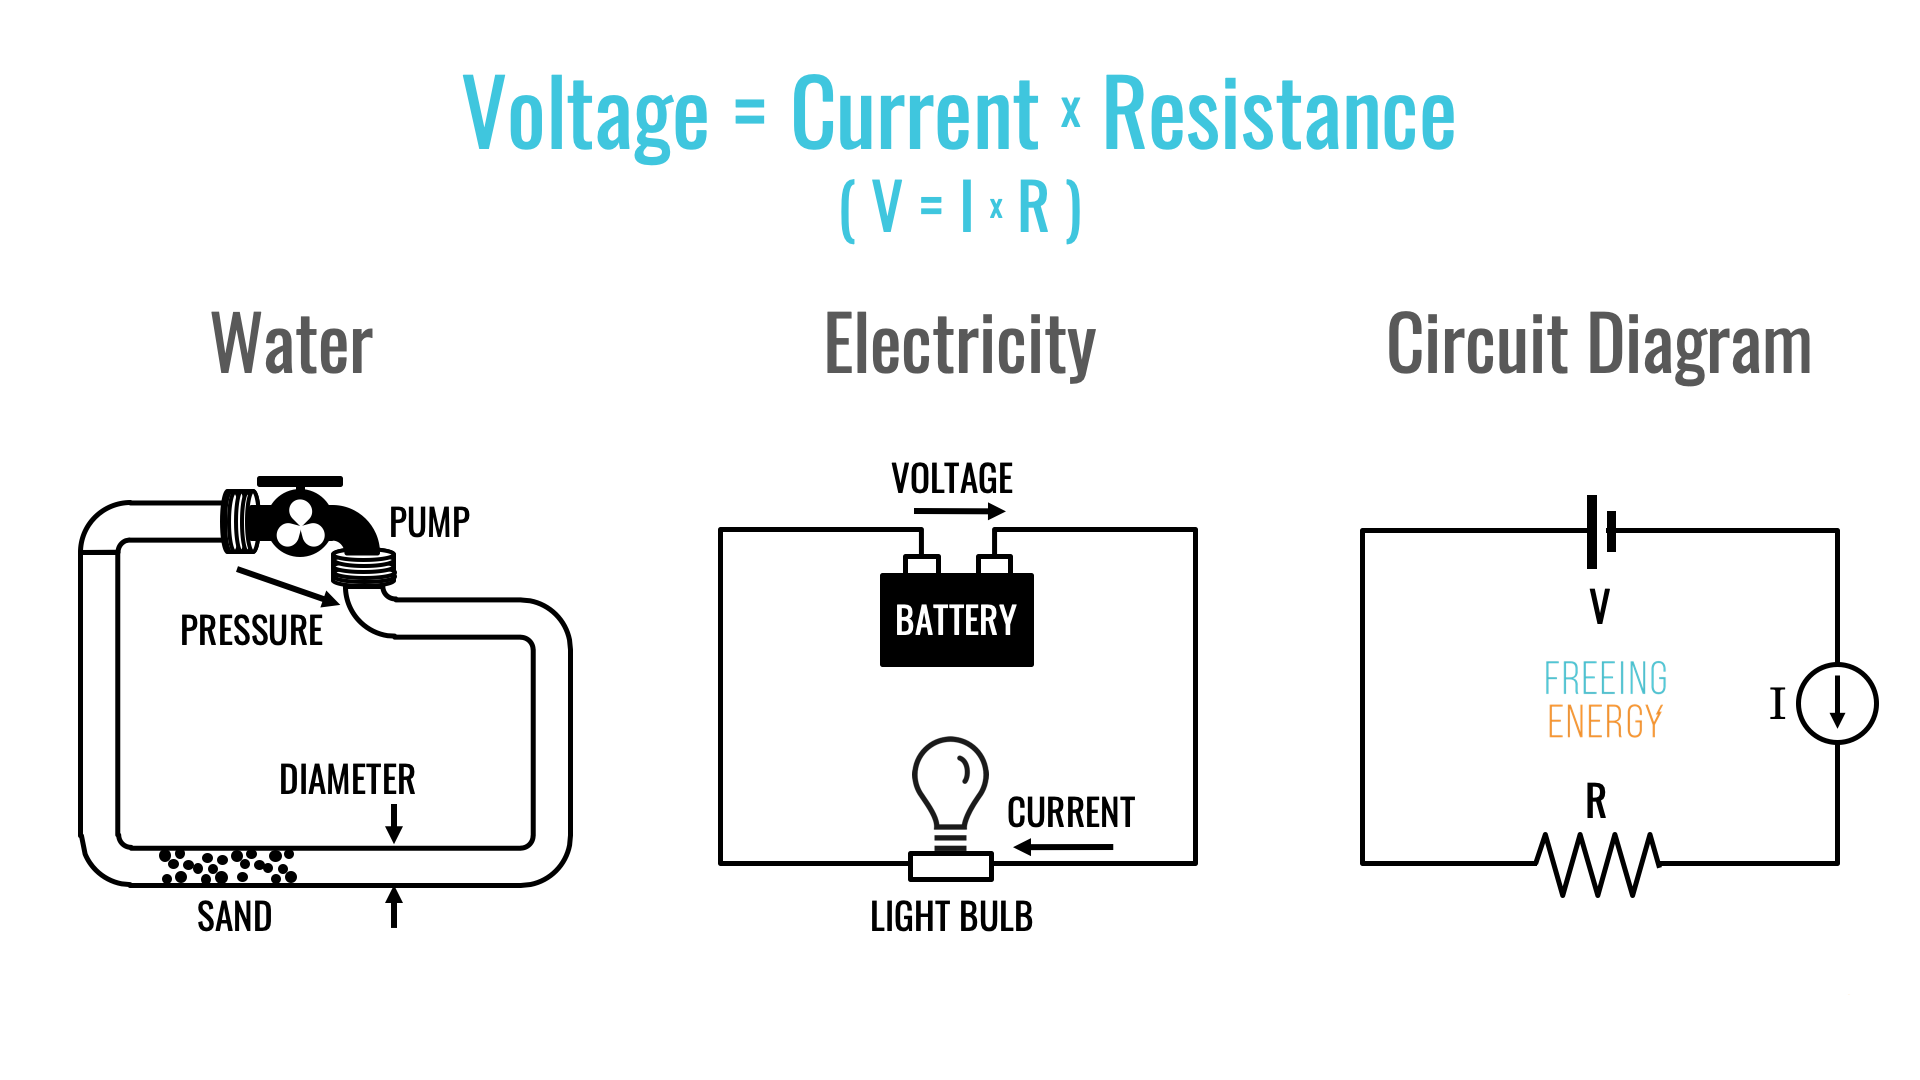 Voltage = Current x Resistance
( V = I x R )
Water
Electricity
Circuit Diagram
PUMP
PRESSURE
DIAMETER
SAND
VOLTAGE
BATTERY
CURRENT
LIGHT BULB
V
FREEING
ENERGY
I
R